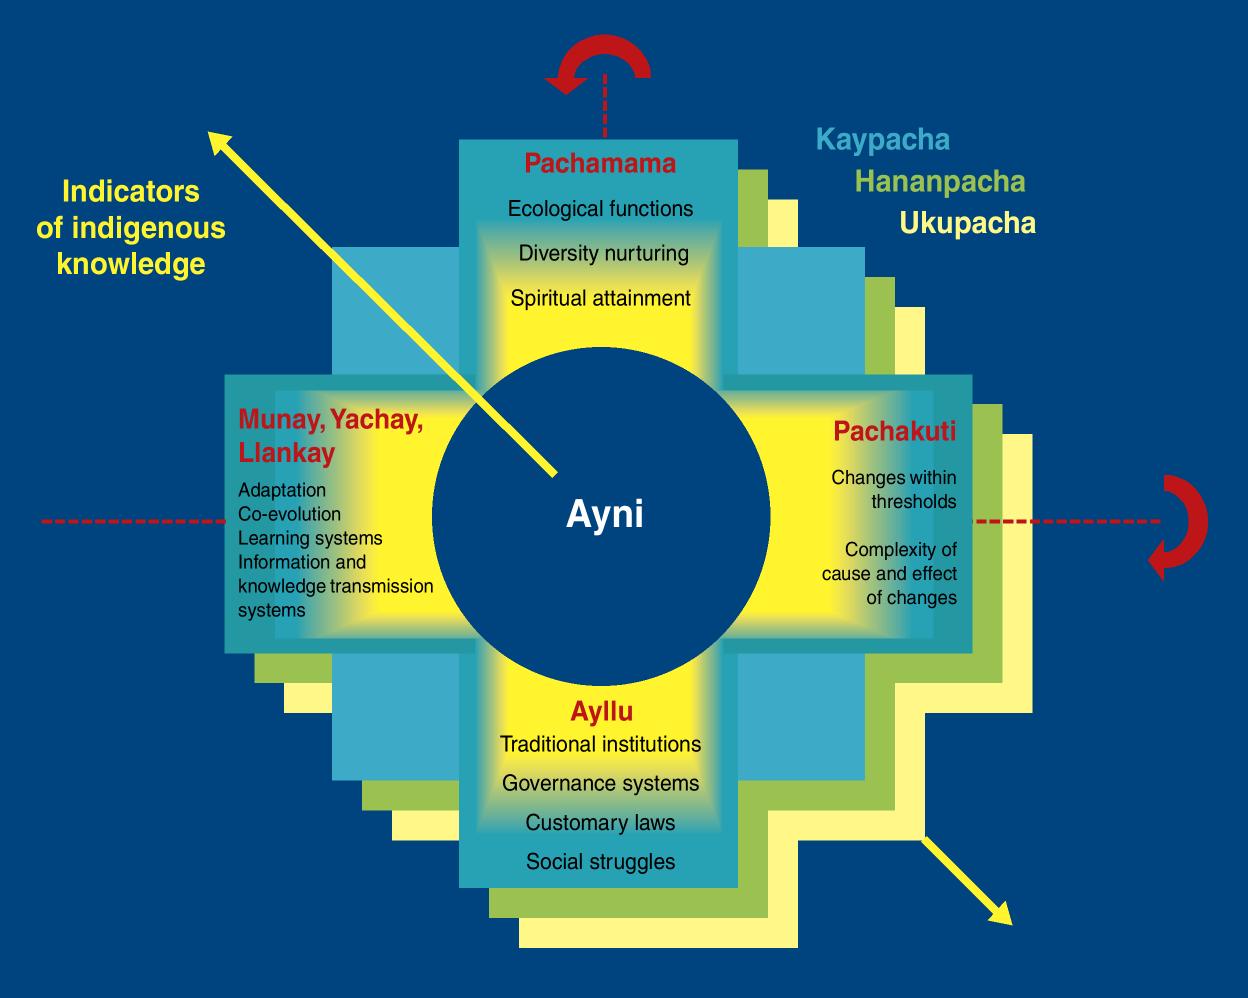 Kaypacha
Hananpacha
Ukupacha
Indicators
of indigenous
knowledge
Pachamama
Ecological functions
Diversity nurturing
Spiritual attainment
Munay, Yachay,
Llankay
Adaptation
Co-evolution
Learning systems
Information and
knowledge transmission
systems
Ayni
Pachakuti
Changes within
thresholds
Complexity of
cause and effect
of changes
Ayllu
Traditional institutions
Governance systems
Customary laws
Social struggles